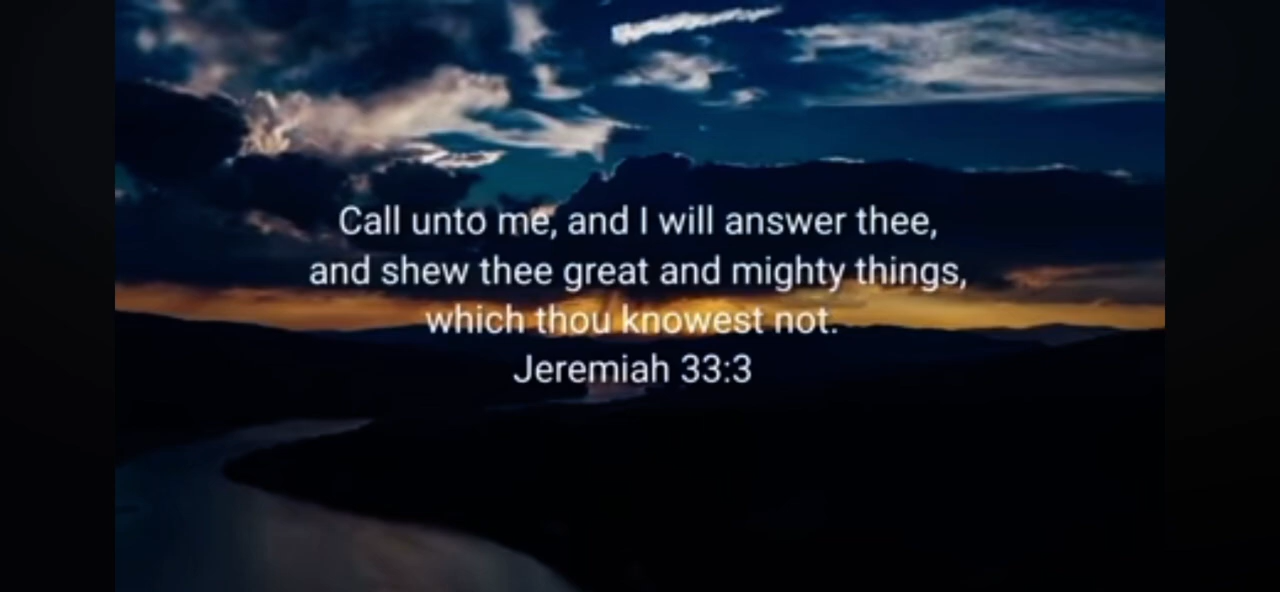 Call unto me, and I will answer thee,
and shew thee great and mighty things,
which thou knowest not.
Jeremiah 33:3